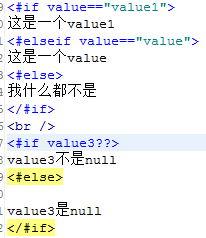 <#if value=="value1">
这是一个value1
<#elseif value=="value">
这是一个value
<#else>
我什么都不是
</#if>
<br />
<#if value3??>
value3不是null
<#else>
value3是null
</#if>